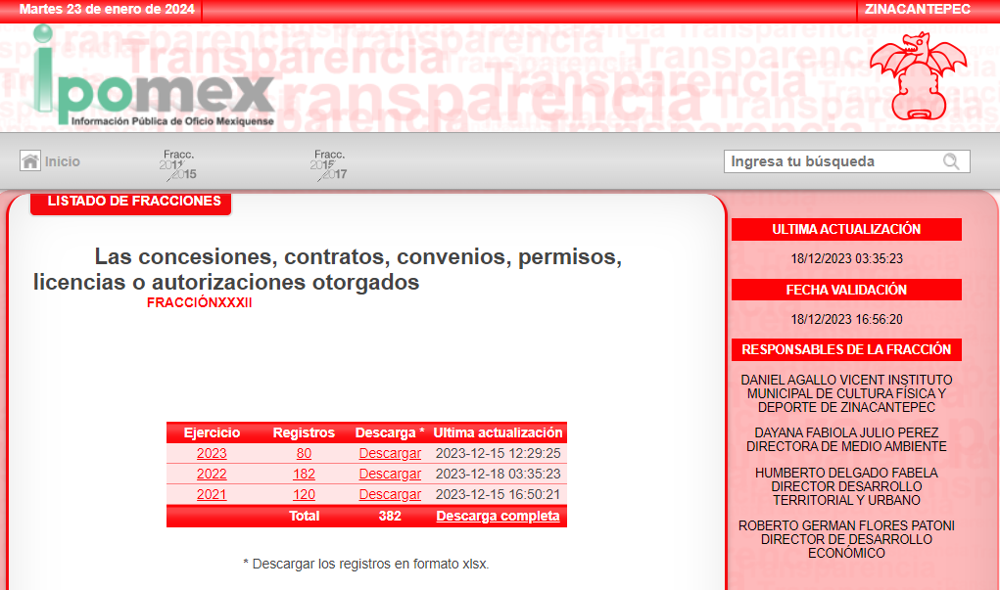 Martes 23 de enero de 2024
ZINACANTEPEC
ipomex
Información Pública de Oficio Mexiquense
Transparencia
Inicio
Fracc.
2011
2015
Fracc.
2015
2017
Ingresa tu búsqueda
LISTADO DE FRACCIONES
Las concesiones, contratos, convenios, permisos,
licencias o autorizaciones otorgados
FRACCIÓNXXXII
Ejercicio Registros Descarga * Ultima actualización
2023 80 Descargar 2023-12-15 12:29:25
2022 182 Descargar 2023-12-18 03:35:23
2021 120 Descargar 2023-12-15 16:50:21
Total 382 Descarga completa
* Descargar los registros en formato xlsx.
ULTIMA ACTUALIZACIÓN
18/12/2023 03:35:23
FECHA VALIDACIÓN
18/12/2023 16:56:20
RESPONSABLES DE LA FRACCIÓN
DANIEL AGALLO VICENT INSTITUTO
MUNICIPAL DE CULTURA FÍSICA Y
DEPORTE DE ZINACANTEPEC
DAYANA FABIOLA JULIO PEREZ
DIRECTORA DE MEDIO AMBIENTE
HUMBERTO DELGADO FABELA
DIRECTOR DESARROLLO
TERRITORIAL Y URBANO
ROBERTO GERMAN FLORES PATONI
DIRECTOR DE DESARROLLO
ECONÓMICO